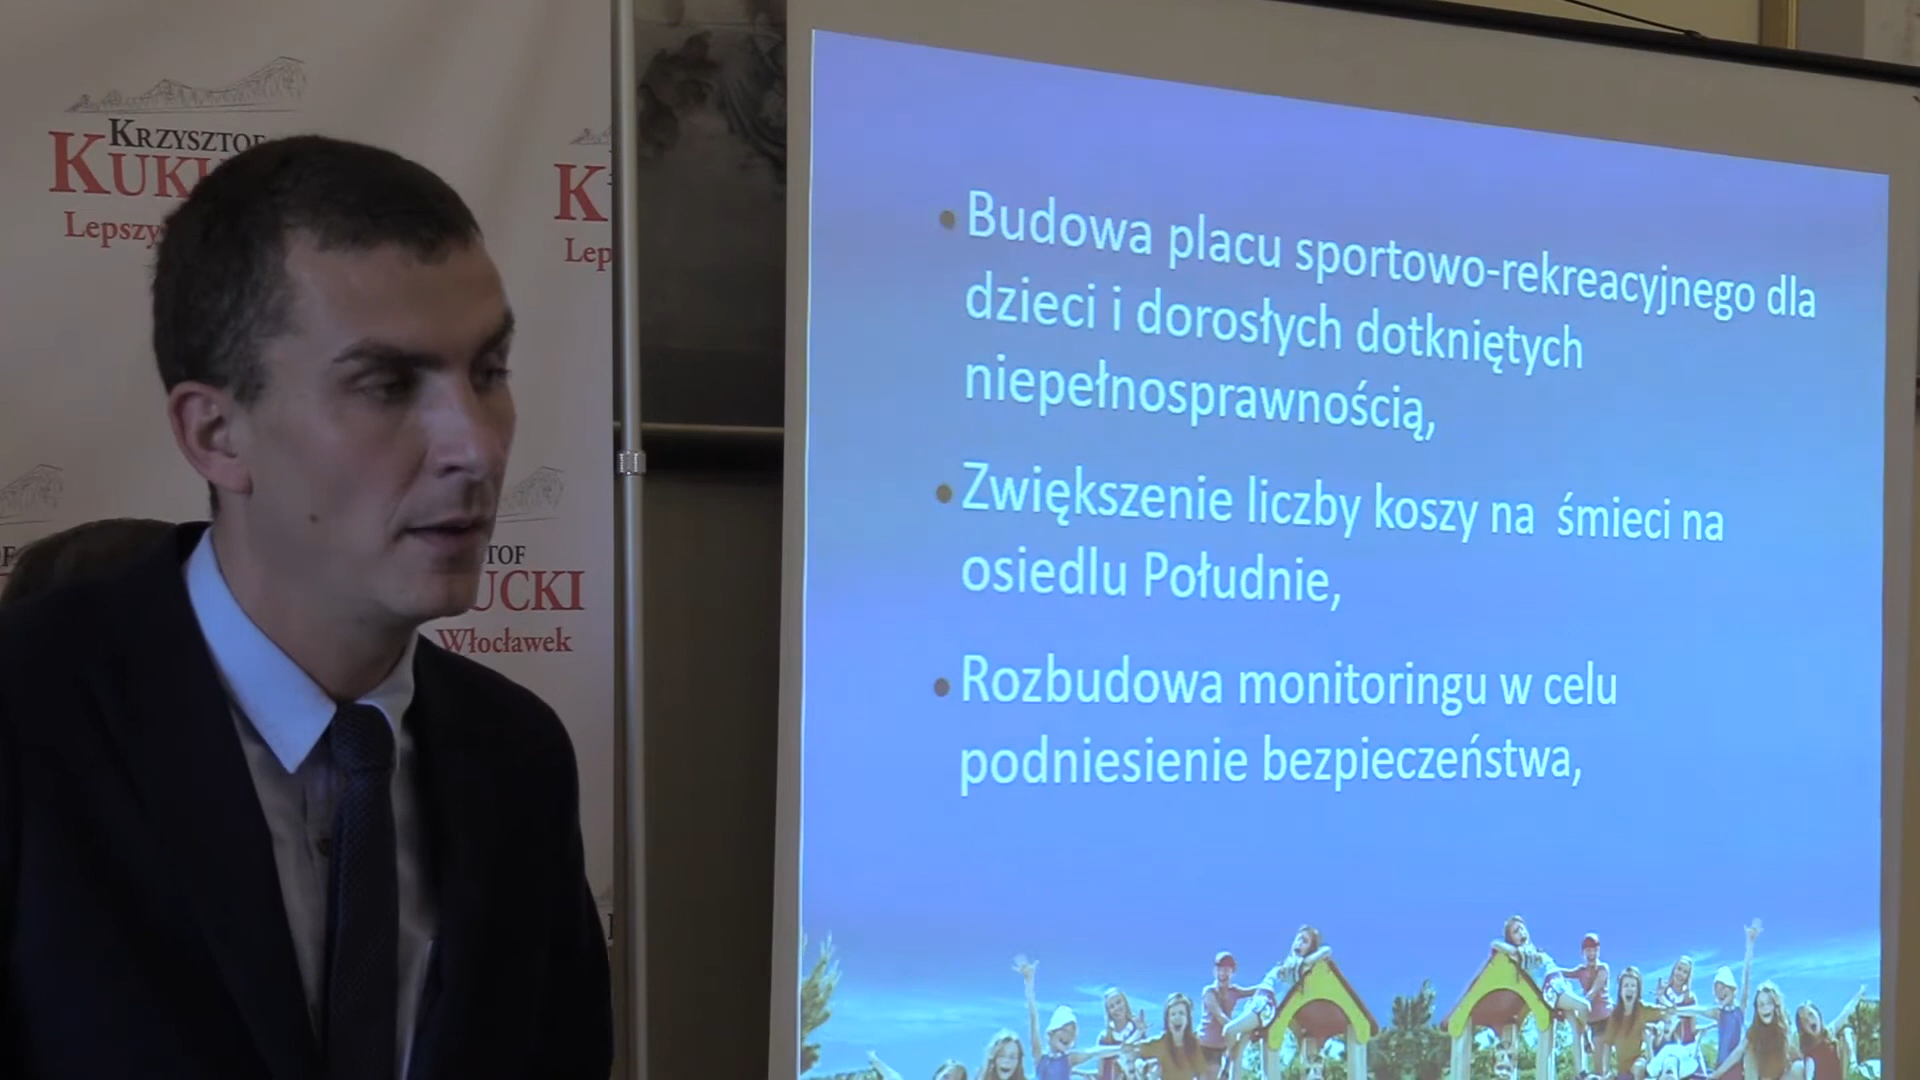 KRZYSZTOF
KUK
Lepszy
K
Lep
TOF
UCKI
Włocławek
• Budowa placu sportowo-rekreacyjnego dla
dzieci i dorosłych dotkniętych
niepełnosprawnością,
• Zwiększenie liczby koszy na śmieci na
osiedlu Południe,
• Rozbudowa monitoringu w celu
podniesienie bezpieczeństwa,